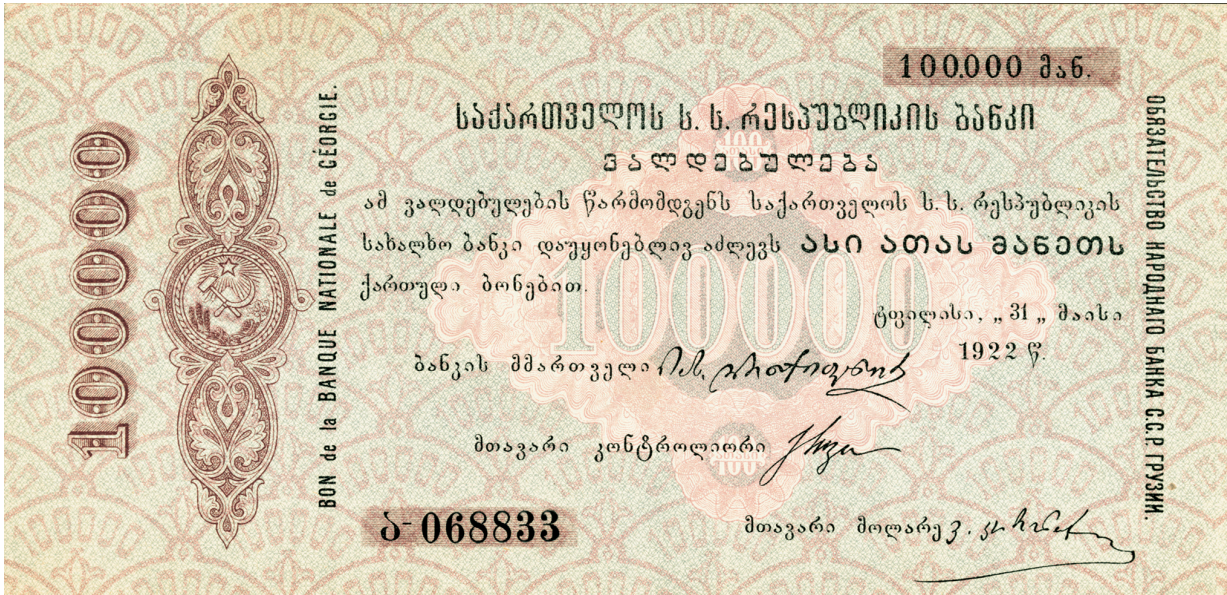 100.000 მან.
საქართველოს ს. ს. რესპუბლიკის ბანკი
ვალდებულება
ამ ვალდებულების წარმომდგენს საქართველოს ს. ს. რესპუბლიკის
სახალხო ბანკი დაუყონებლივ აძლევს ასი ათას მანეთს
ქართული ბონებით.
ტფილისი, „ 31 „ მაისი
1922 წ.
ბანკის მმართველი
მთავარი კონტროლიორი
მთავარი მოლარე
ბ- 068833
100000
BON de la BANQUE NATIONALE de GÉORGIE.
ОБЯЗАТЕЛЬСТВО НАРОДНАГО БАНКА С.С.Р. ГРУЗИИ.
100000